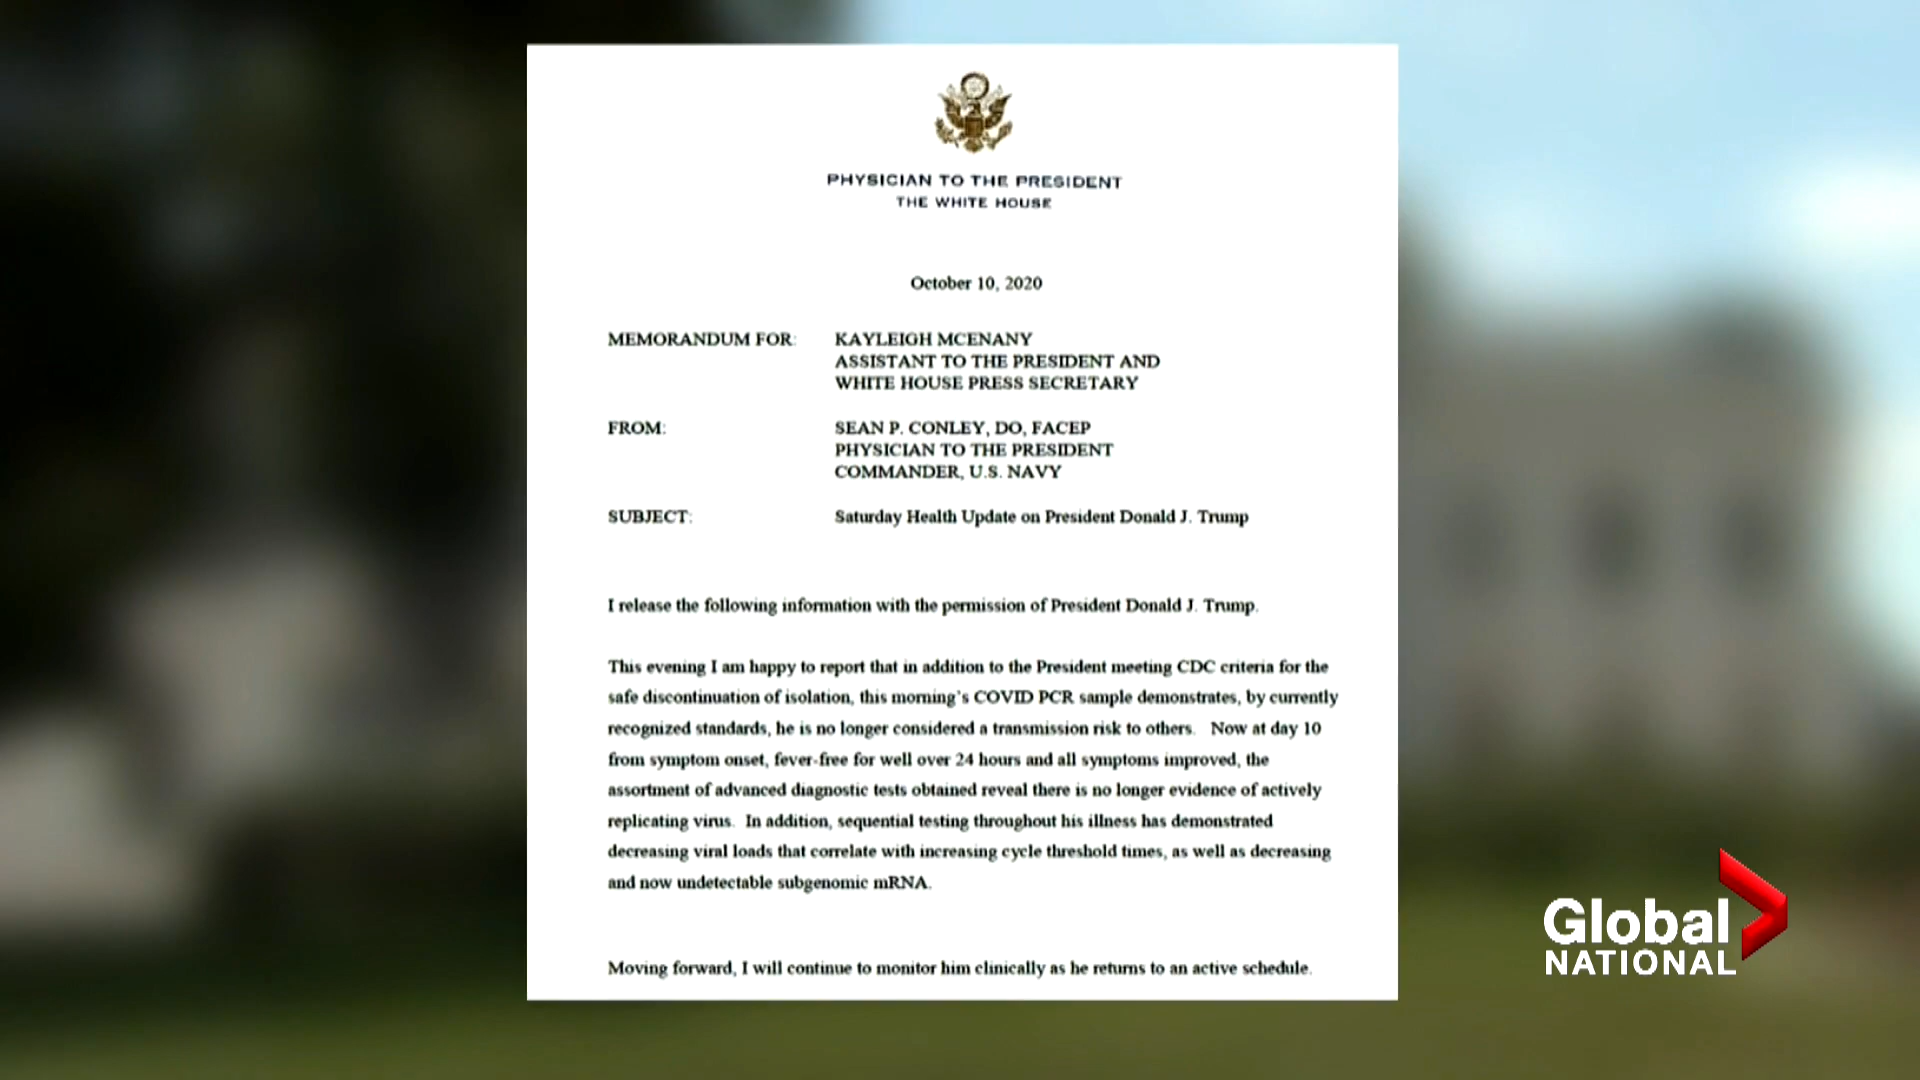 PHYSICIAN TO THE PRESIDENT
THE WHITE HOUSE
October 10, 2020
MEMORANDUM FOR: KAYLEIGH MCENANY
ASSISTANT TO THE PRESIDENT AND
WHITE HOUSE PRESS SECRETARY
FROM: SEAN P. CONLEY, DO, FACEP
PHYSICIAN TO THE PRESIDENT
COMMANDER, U.S. NAVY
SUBJECT: Saturday Health Update on President Donald J. Trump
I release the following information with the permission of President Donald J. Trump.
This evening I am happy to report that in addition to the President meeting CDC criteria for the
safe discontinuation of isolation, this morning's COVID PCR sample demonstrates, by currently
recognized standards, he is no longer considered a transmission risk to others. Now at day 10
from symptom onset, fever-free for well over 24 hours and all symptoms improved, the
assortment of advanced diagnostic tests obtained reveal there is no longer evidence of actively
replicating virus. In addition, sequential testing throughout his illness has demonstrated
decreasing viral loads that correlate with increasing cycle threshold times, as well as decreasing
and now undetectable subgenomic mRNA.
Moving forward, I will continue to monitor him clinically as he returns to an active schedule.
Global
NATIONAL